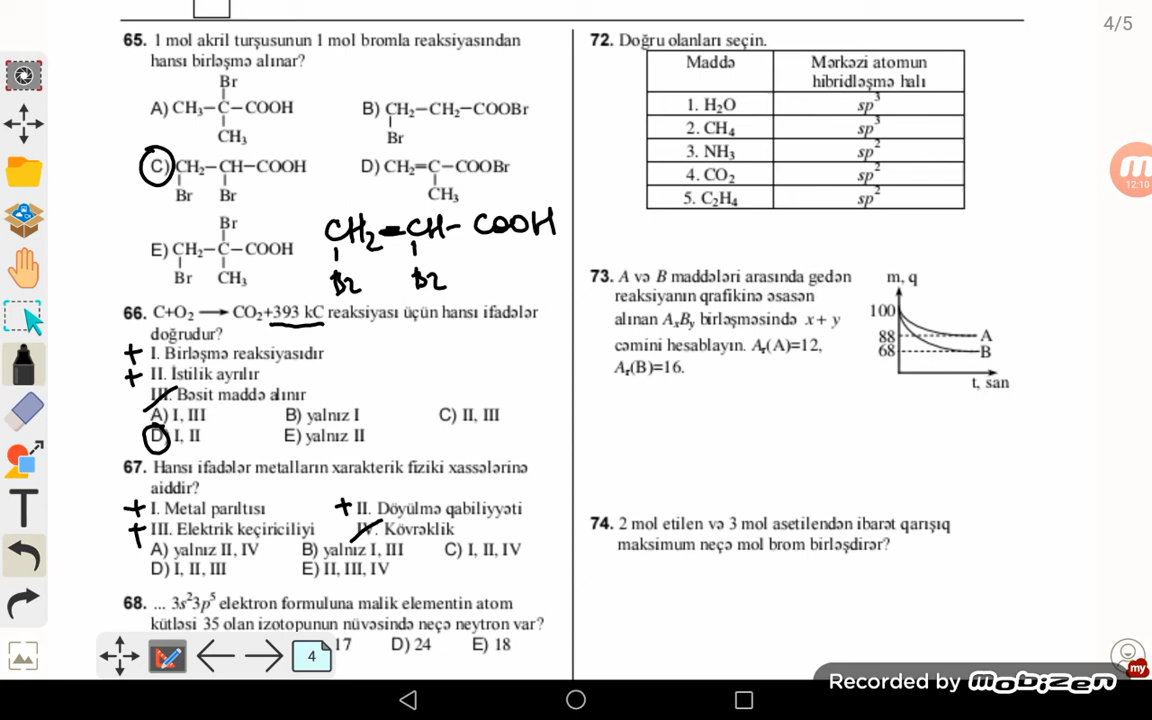 4/5
65. 1 mol akril turşusunun 1 mol bromla reaksiyasından
hansı birləşmə alınar?
Br
A) CH₃–C–COOH
CH₃
B) CH₂–CH₂–COOBr
Br
C) CH₂–CH–COOH
Br Br
D) CH₂=C–COOBr
CH₃
Br
E) CH₂–C–COOH
Br CH₃
CH₂=CH–COOH
Br Br
66. C+O₂ ⟶ CO₂+393 kC reaksiyası üçün hansı ifadələr
doğrudur?
+ I. Birləşmə reaksiyasıdır
+ II. İstilik ayrılır
III. Bəsit maddə alınır
A) I, III B) yalnız I C) II, III
D) I, II E) yalnız II
67. Hansı ifadələr metalların xarakterik fiziki xassələrinə
aiddir?
+ I. Metal parıltısı + II. Döyülmə qabiliyyəti
+ III. Elektrik keçiriciliyi IV. Kövrəklik
A) yalnız II, IV B) yalnız I, III C) I, II, IV
D) I, II, III E) II, III, IV
68. ... 3s²3p⁵ elektron formuluna malik elementin atom
kütləsi 35 olan izotopunun nüvəsində neçə neytron var?
17 D) 24 E) 18
72. Doğru olanları seçin.
Maddə Mərkəzi atomun
hibridləşmə halı
1. H₂O sp³
2. CH₄ sp³
3. NH₃ sp²
4. CO₂ sp²
5. C₂H₄ sp²
73. A və B maddələri arasında gedən
reaksiyanın qrafikinə əsasən
alınan AₓBᵧ birləşməsində x + y
cəmini hesablayın. Aᵣ(A)=12,
Aᵣ(B)=16.
m, q
100
88 A
68 B
t, san
74. 2 mol etilen və 3 mol asetilendən ibarət qarışıq
maksimum neçə mol brom birləşdirər?
12:10
T
4
my
Recorded by mobizen